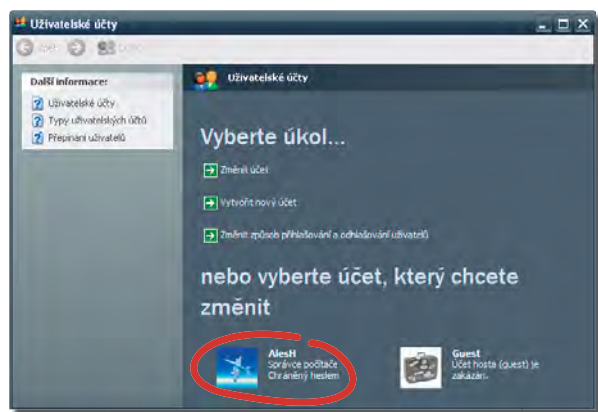 Uživatelské účty
Zpět
Další informace:
Uživatelské účty
Typy uživatelských účtů
Přepínání uživatelů
Uživatelské účty
Vyberte úkol...
Změnit účet
Vytvořit nový účet
Změnit způsob přihlašování a odhlašování uživatelů
nebo vyberte účet, který chcete
změnit
AlesH
Správce počítače
Chráněný heslem
Guest
Účet hosta (guest) je
zakázán.